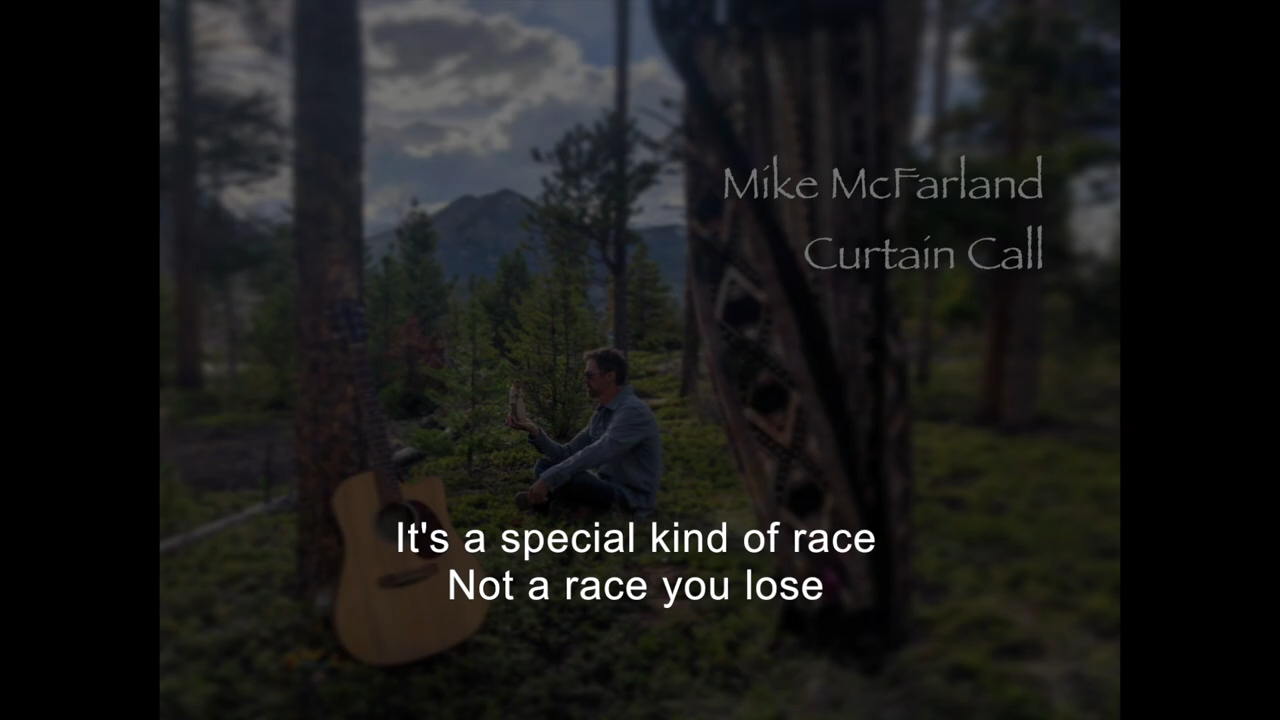 Mike McFarland
Curtain Call
It's a special kind of race
Not a race you lose